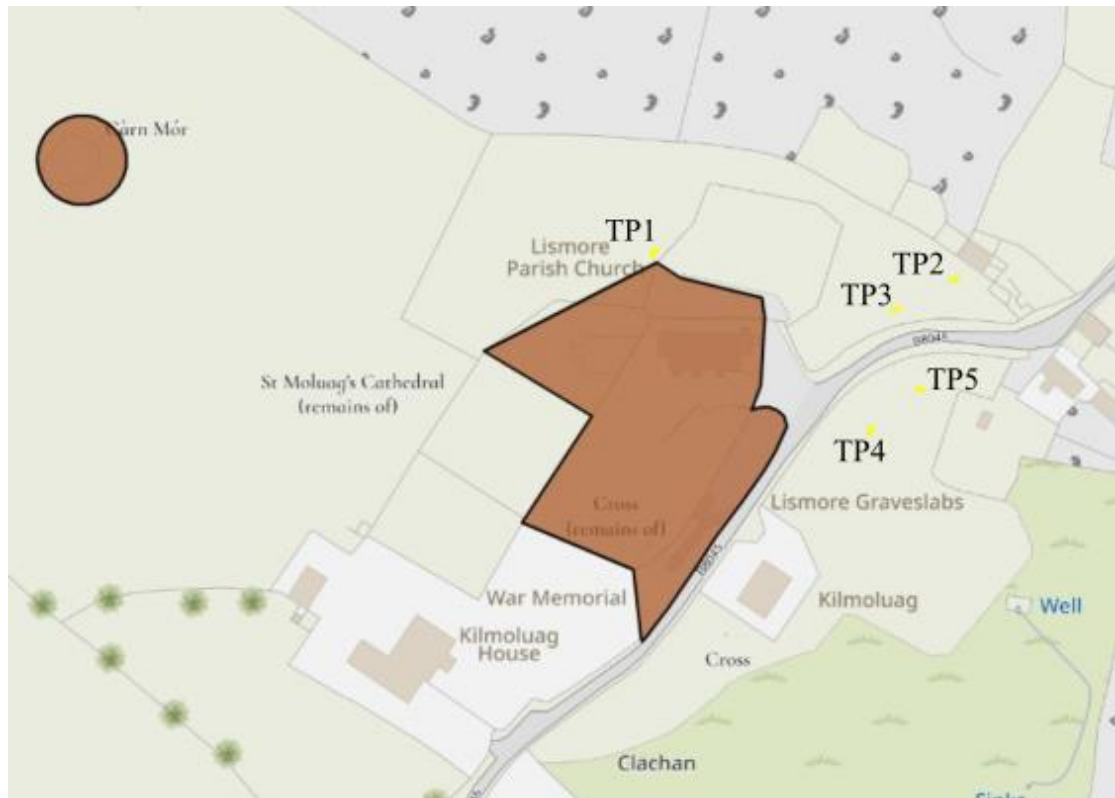 Càrn Mór
TP1
Lismore
Parish Church
TP2
TP3
B8045
St Moluag's Cathedral
(remains of)
TP5
TP4
Cross
(remains of)
Lismore Graveslabs
B8045
War Memorial
Kilmoluag
Well
Kilmoluag
House
Cross
Clachan